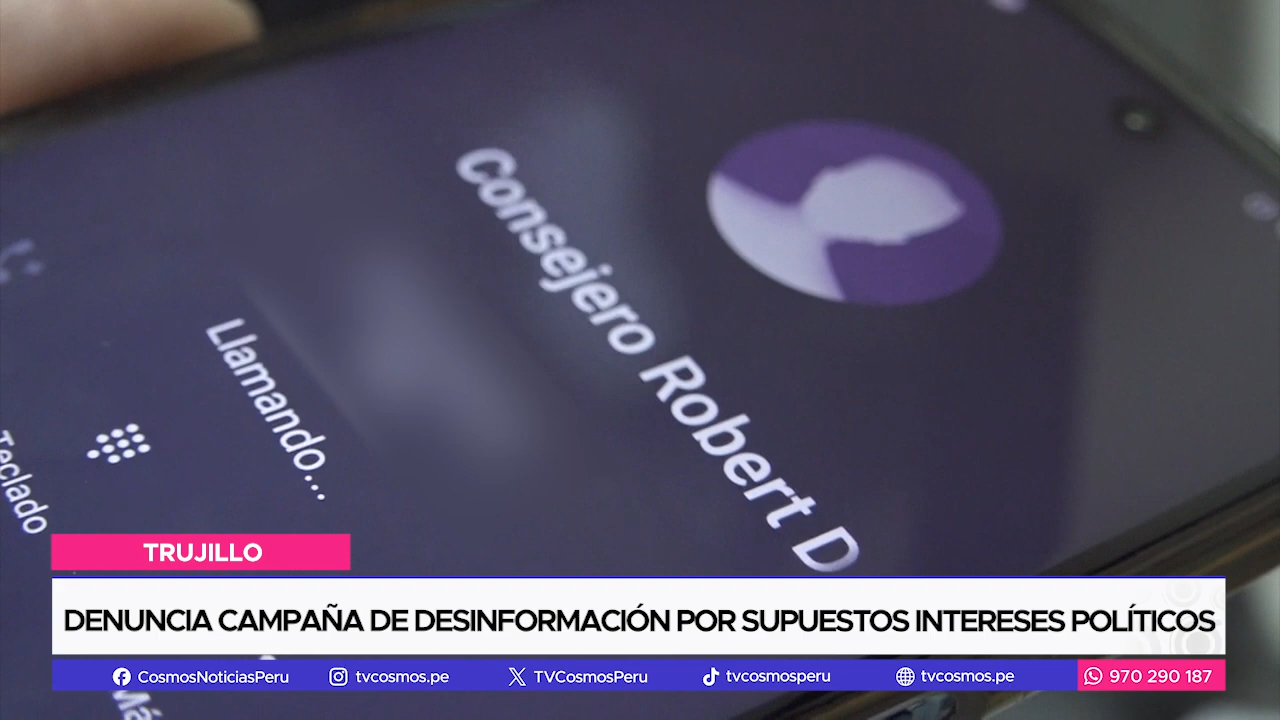 Consejero Robert D
Llamando...
Teclado
TRUJILLO
DENUNCIA CAMPAÑA DE DESINFORMACIÓN POR SUPUESTOS INTERESES POLÍTICOS
CosmosNoticiasPeru
tvcosmos.pe
TVCosmosPeru
tvcosmosperu
tvcosmos.pe
970 290 187